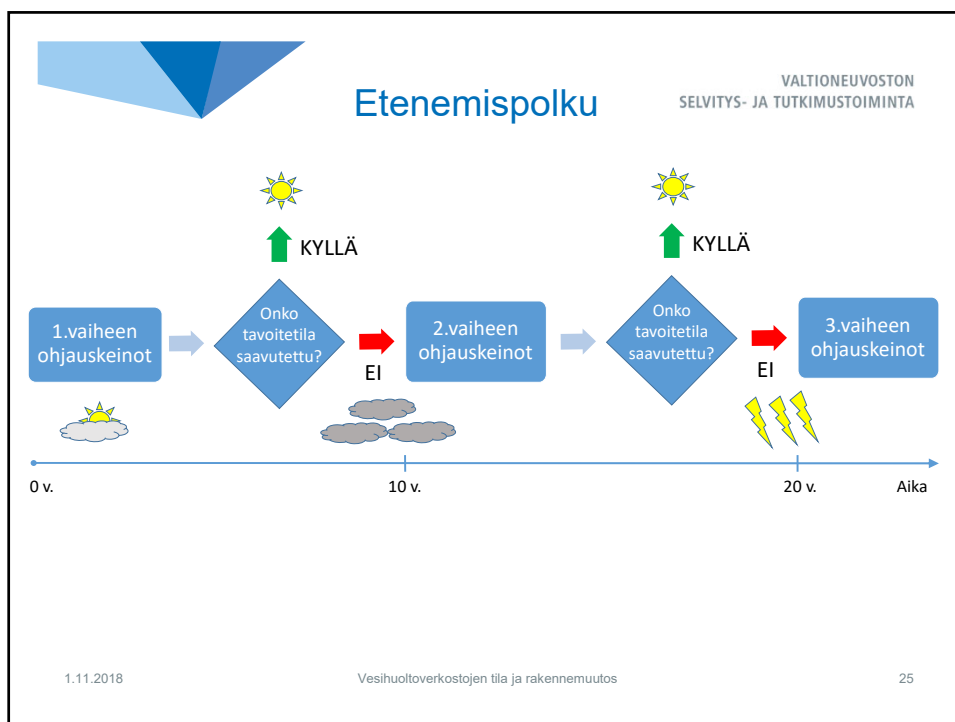 Etenemispolku
VALTIONEUVOSTON
SELVITYS- JA TUTKIMUSTOIMINTA
KYLLÄ
KYLLÄ
1.vaiheen
ohjauskeinot
Onko
tavoitetila
saavutettu?
EI
2.vaiheen
ohjauskeinot
Onko
tavoitetila
saavutettu?
EI
3.vaiheen
ohjauskeinot
0 v.
10 v.
20 v.
Aika
1.11.2018
Vesihuoltoverkostojen tila ja rakennemuutos
25